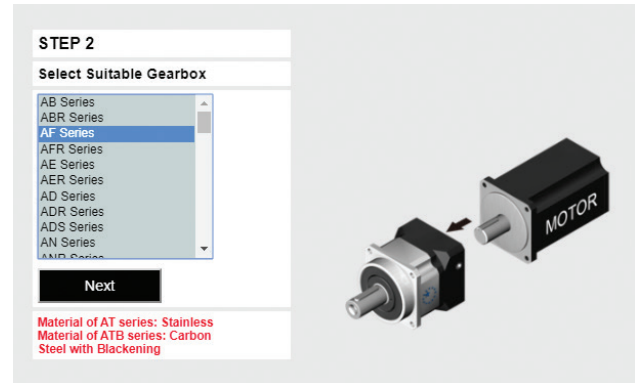 STEP 2
Select Suitable Gearbox
AB Series
ABR Series
AF Series
AFR Series
AE Series
AER Series
AD Series
ADR Series
ADS Series
AN Series
ANR Series
Next
Material of AT series: Stainless
Material of ATB series: Carbon
Steel with Blackening
MOTOR